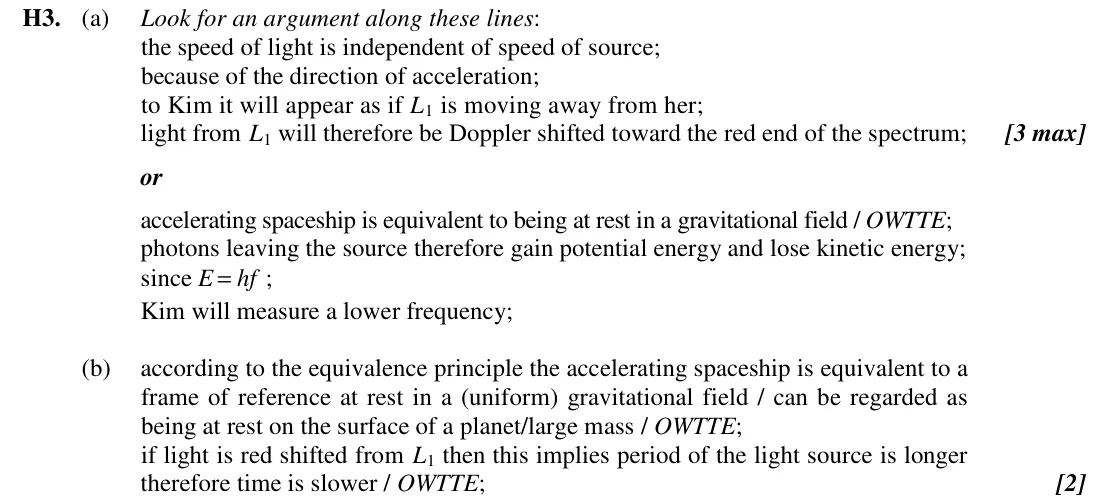 H3. (a) Look for an argument along these lines:
the speed of light is independent of speed of source;
because of the direction of acceleration;
to Kim it will appear as if L₁ is moving away from her;
light from L₁ will therefore be Doppler shifted toward the red end of the spectrum; [3 max]
or
accelerating spaceship is equivalent to being at rest in a gravitational field / OWTTE;
photons leaving the source therefore gain potential energy and lose kinetic energy;
since E = hf ;
Kim will measure a lower frequency;
(b) according to the equivalence principle the accelerating spaceship is equivalent to a
frame of reference at rest in a (uniform) gravitational field / can be regarded as
being at rest on the surface of a planet/large mass / OWTTE;
if light is red shifted from L₁ then this implies period of the light source is longer
therefore time is slower / OWTTE; [2]